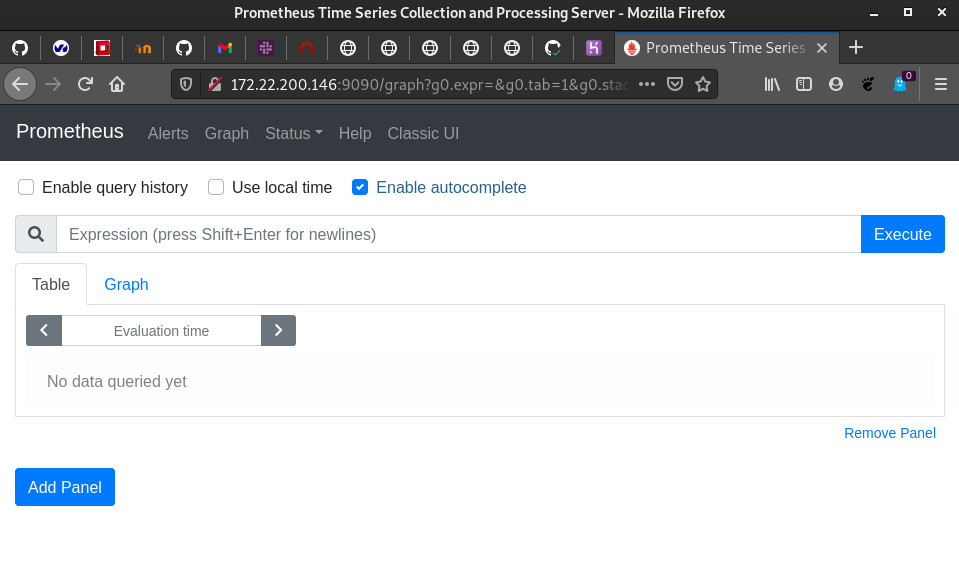 Prometheus Time Series Collection and Processing Server - Mozilla Firefox
in
Prometheus Time Series
172.22.200.146:9090/graph?g0.expr=&g0.tab=1&g0.stac
0
Prometheus Alerts Graph Status Help Classic UI
Enable query history Use local time Enable autocomplete
Expression (press Shift+Enter for newlines) Execute
Table Graph
Evaluation time
No data queried yet
Remove Panel
Add Panel